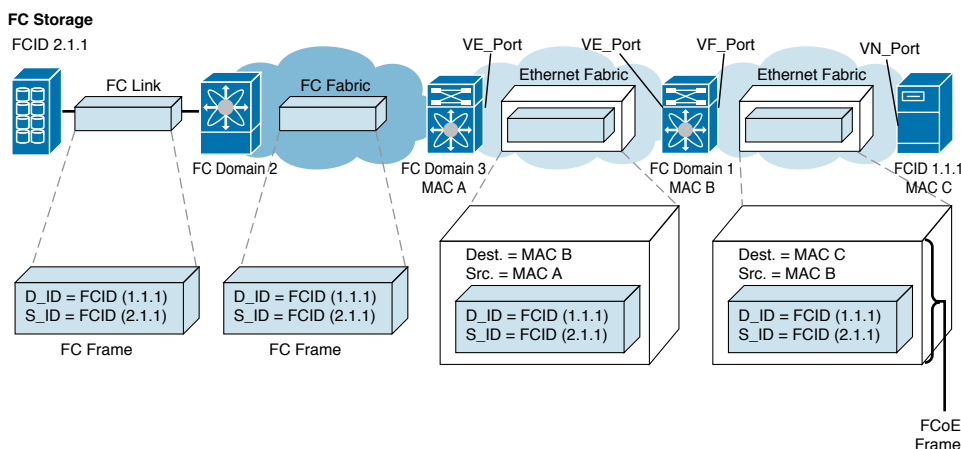 FC Storage
FCID 2.1.1
FC Link
FC Fabric
VE_Port
VE_Port
VF_Port
VN_Port
Ethernet Fabric
Ethernet Fabric
FC Domain 2
FC Domain 3
MAC A
FC Domain 1
MAC B
FCID 1.1.1
MAC C
D_ID = FCID (1.1.1)
S_ID = FCID (2.1.1)
FC Frame
D_ID = FCID (1.1.1)
S_ID = FCID (2.1.1)
FC Frame
Dest. = MAC B
Src. = MAC A
D_ID = FCID (1.1.1)
S_ID = FCID (2.1.1)
Dest. = MAC C
Src. = MAC B
D_ID = FCID (1.1.1)
S_ID = FCID (2.1.1)
FCoE
Frame